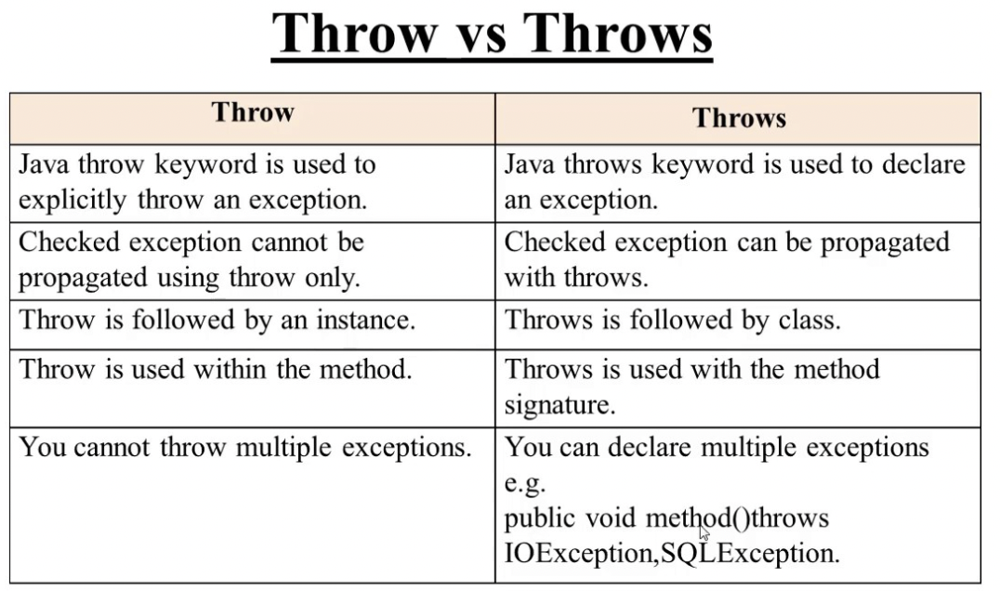 Throw vs Throws
Throw
Throws
Java throw keyword is used to
explicitly throw an exception.
Java throws keyword is used to declare
an exception.
Checked exception cannot be
propagated using throw only.
Checked exception can be propagated
with throws.
Throw is followed by an instance.
Throws is followed by class.
Throw is used within the method.
Throws is used with the method
signature.
You cannot throw multiple exceptions.
You can declare multiple exceptions
e.g.
public void method()throws
IOException,SQLException.